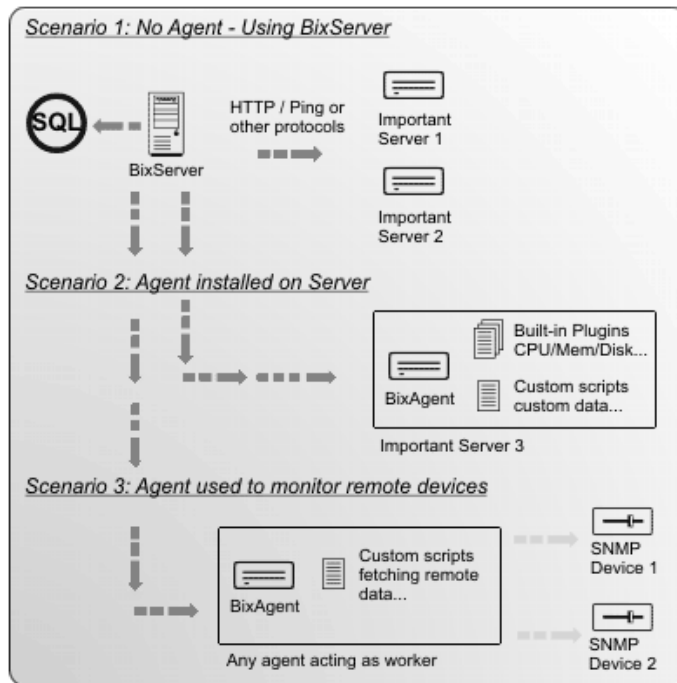 Scenario 1: No Agent - Using BixServer
SQL
BixServer
HTTP / Ping or
other protocols
Important
Server 1
Important
Server 2
Scenario 2: Agent installed on Server
BixAgent
Built-in Plugins
CPU/Mem/Disk...
Custom scripts
custom data...
Important Server 3
Scenario 3: Agent used to monitor remote devices
BixAgent
Custom scripts
fetching remote
data...
Any agent acting as worker
SNMP
Device 1
SNMP
Device 2